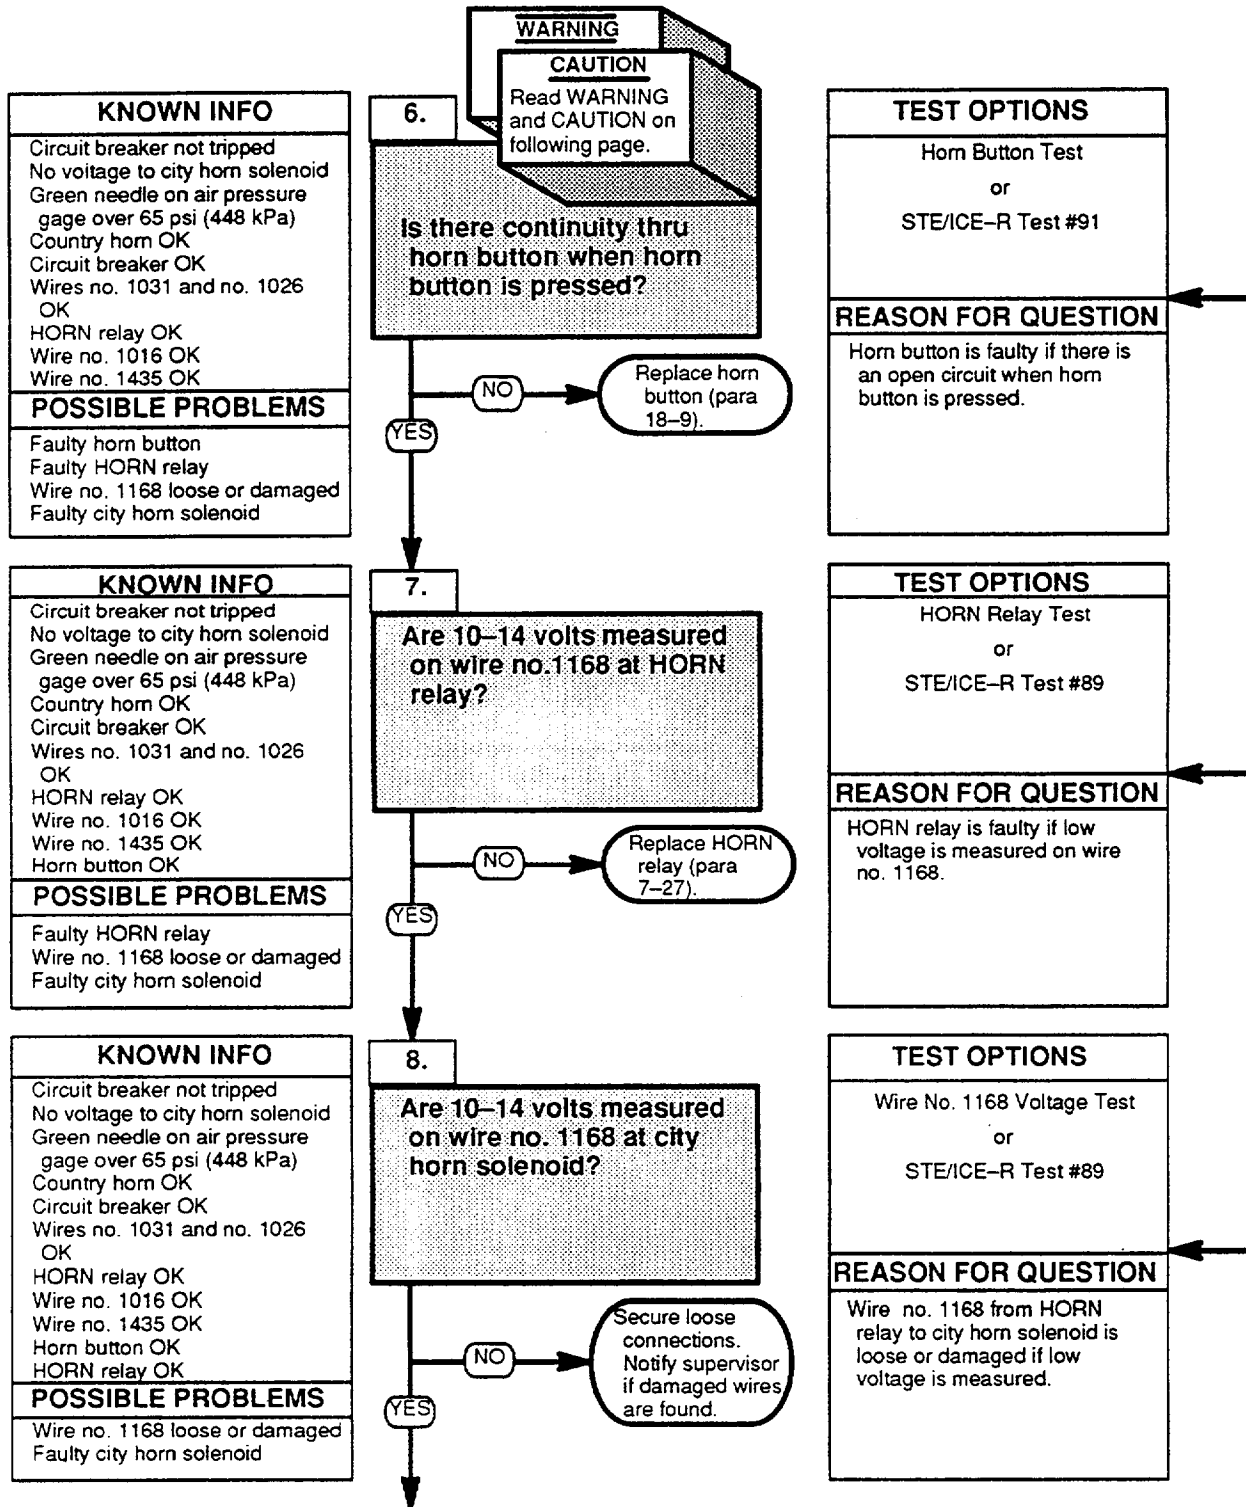 WARNING
CAUTION
Read WARNING
and CAUTION on
following page.
KNOWN INFO
Circuit breaker not tripped
No voltage to city horn solenoid
Green needle on air pressure
gage over 65 psi (448 kPa)
Country horn OK
Circuit breaker OK
Wires no. 1031 and no. 1026
OK
HORN relay OK
Wire no. 1016 OK
Wire no. 1435 OK
POSSIBLE PROBLEMS
Faulty horn button
Faulty HORN relay
Wire no. 1168 loose or damaged
Faulty city horn solenoid
6.
Is there continuity thru
horn button when horn
button is pressed?
NO
Replace horn
button (para
18–9).
YES
TEST OPTIONS
Horn Button Test
or
STE/ICE–R Test #91
REASON FOR QUESTION
Horn button is faulty if there is
an open circuit when horn
button is pressed.
KNOWN INFO
Circuit breaker not tripped
No voltage to city horn solenoid
Green needle on air pressure
gage over 65 psi (448 kPa)
Country horn OK
Circuit breaker OK
Wires no. 1031 and no. 1026
OK
HORN relay OK
Wire no. 1016 OK
Wire no. 1435 OK
Horn button OK
POSSIBLE PROBLEMS
Faulty HORN relay
Wire no. 1168 loose or damaged
Faulty city horn solenoid
7.
Are 10–14 volts measured
on wire no.1168 at HORN
relay?
NO
Replace HORN
relay (para
7–27).
YES
TEST OPTIONS
HORN Relay Test
or
STE/ICE–R Test #89
REASON FOR QUESTION
HORN relay is faulty if low
voltage is measured on wire
no. 1168.
KNOWN INFO
Circuit breaker not tripped
No voltage to city horn solenoid
Green needle on air pressure
gage over 65 psi (448 kPa)
Country horn OK
Circuit breaker OK
Wires no. 1031 and no. 1026
OK
HORN relay OK
Wire no. 1016 OK
Wire no. 1435 OK
Horn button OK
HORN relay OK
POSSIBLE PROBLEMS
Wire no. 1168 loose or damaged
Faulty city horn solenoid
8.
Are 10–14 volts measured
on wire no. 1168 at city
horn solenoid?
NO
Secure loose
connections.
Notify supervisor
if damaged wires
are found.
YES
TEST OPTIONS
Wire No. 1168 Voltage Test
or
STE/ICE–R Test #89
REASON FOR QUESTION
Wire no. 1168 from HORN
relay to city horn solenoid is
loose or damaged if low
voltage is measured.